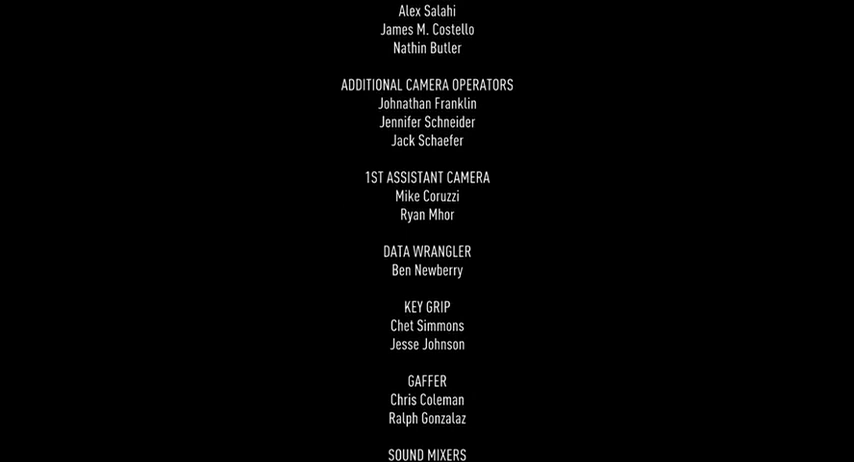 Alex Salahi
James M. Costello
Nathin Butler
ADDITIONAL CAMERA OPERATORS
Johnathan Franklin
Jennifer Schneider
Jack Schaefer
1ST ASSISTANT CAMERA
Mike Coruzzi
Ryan Mhor
DATA WRANGLER
Ben Newberry
KEY GRIP
Chet Simmons
Jesse Johnson
GAFFER
Chris Coleman
Ralph Gonzalaz
SOUND MIXERS